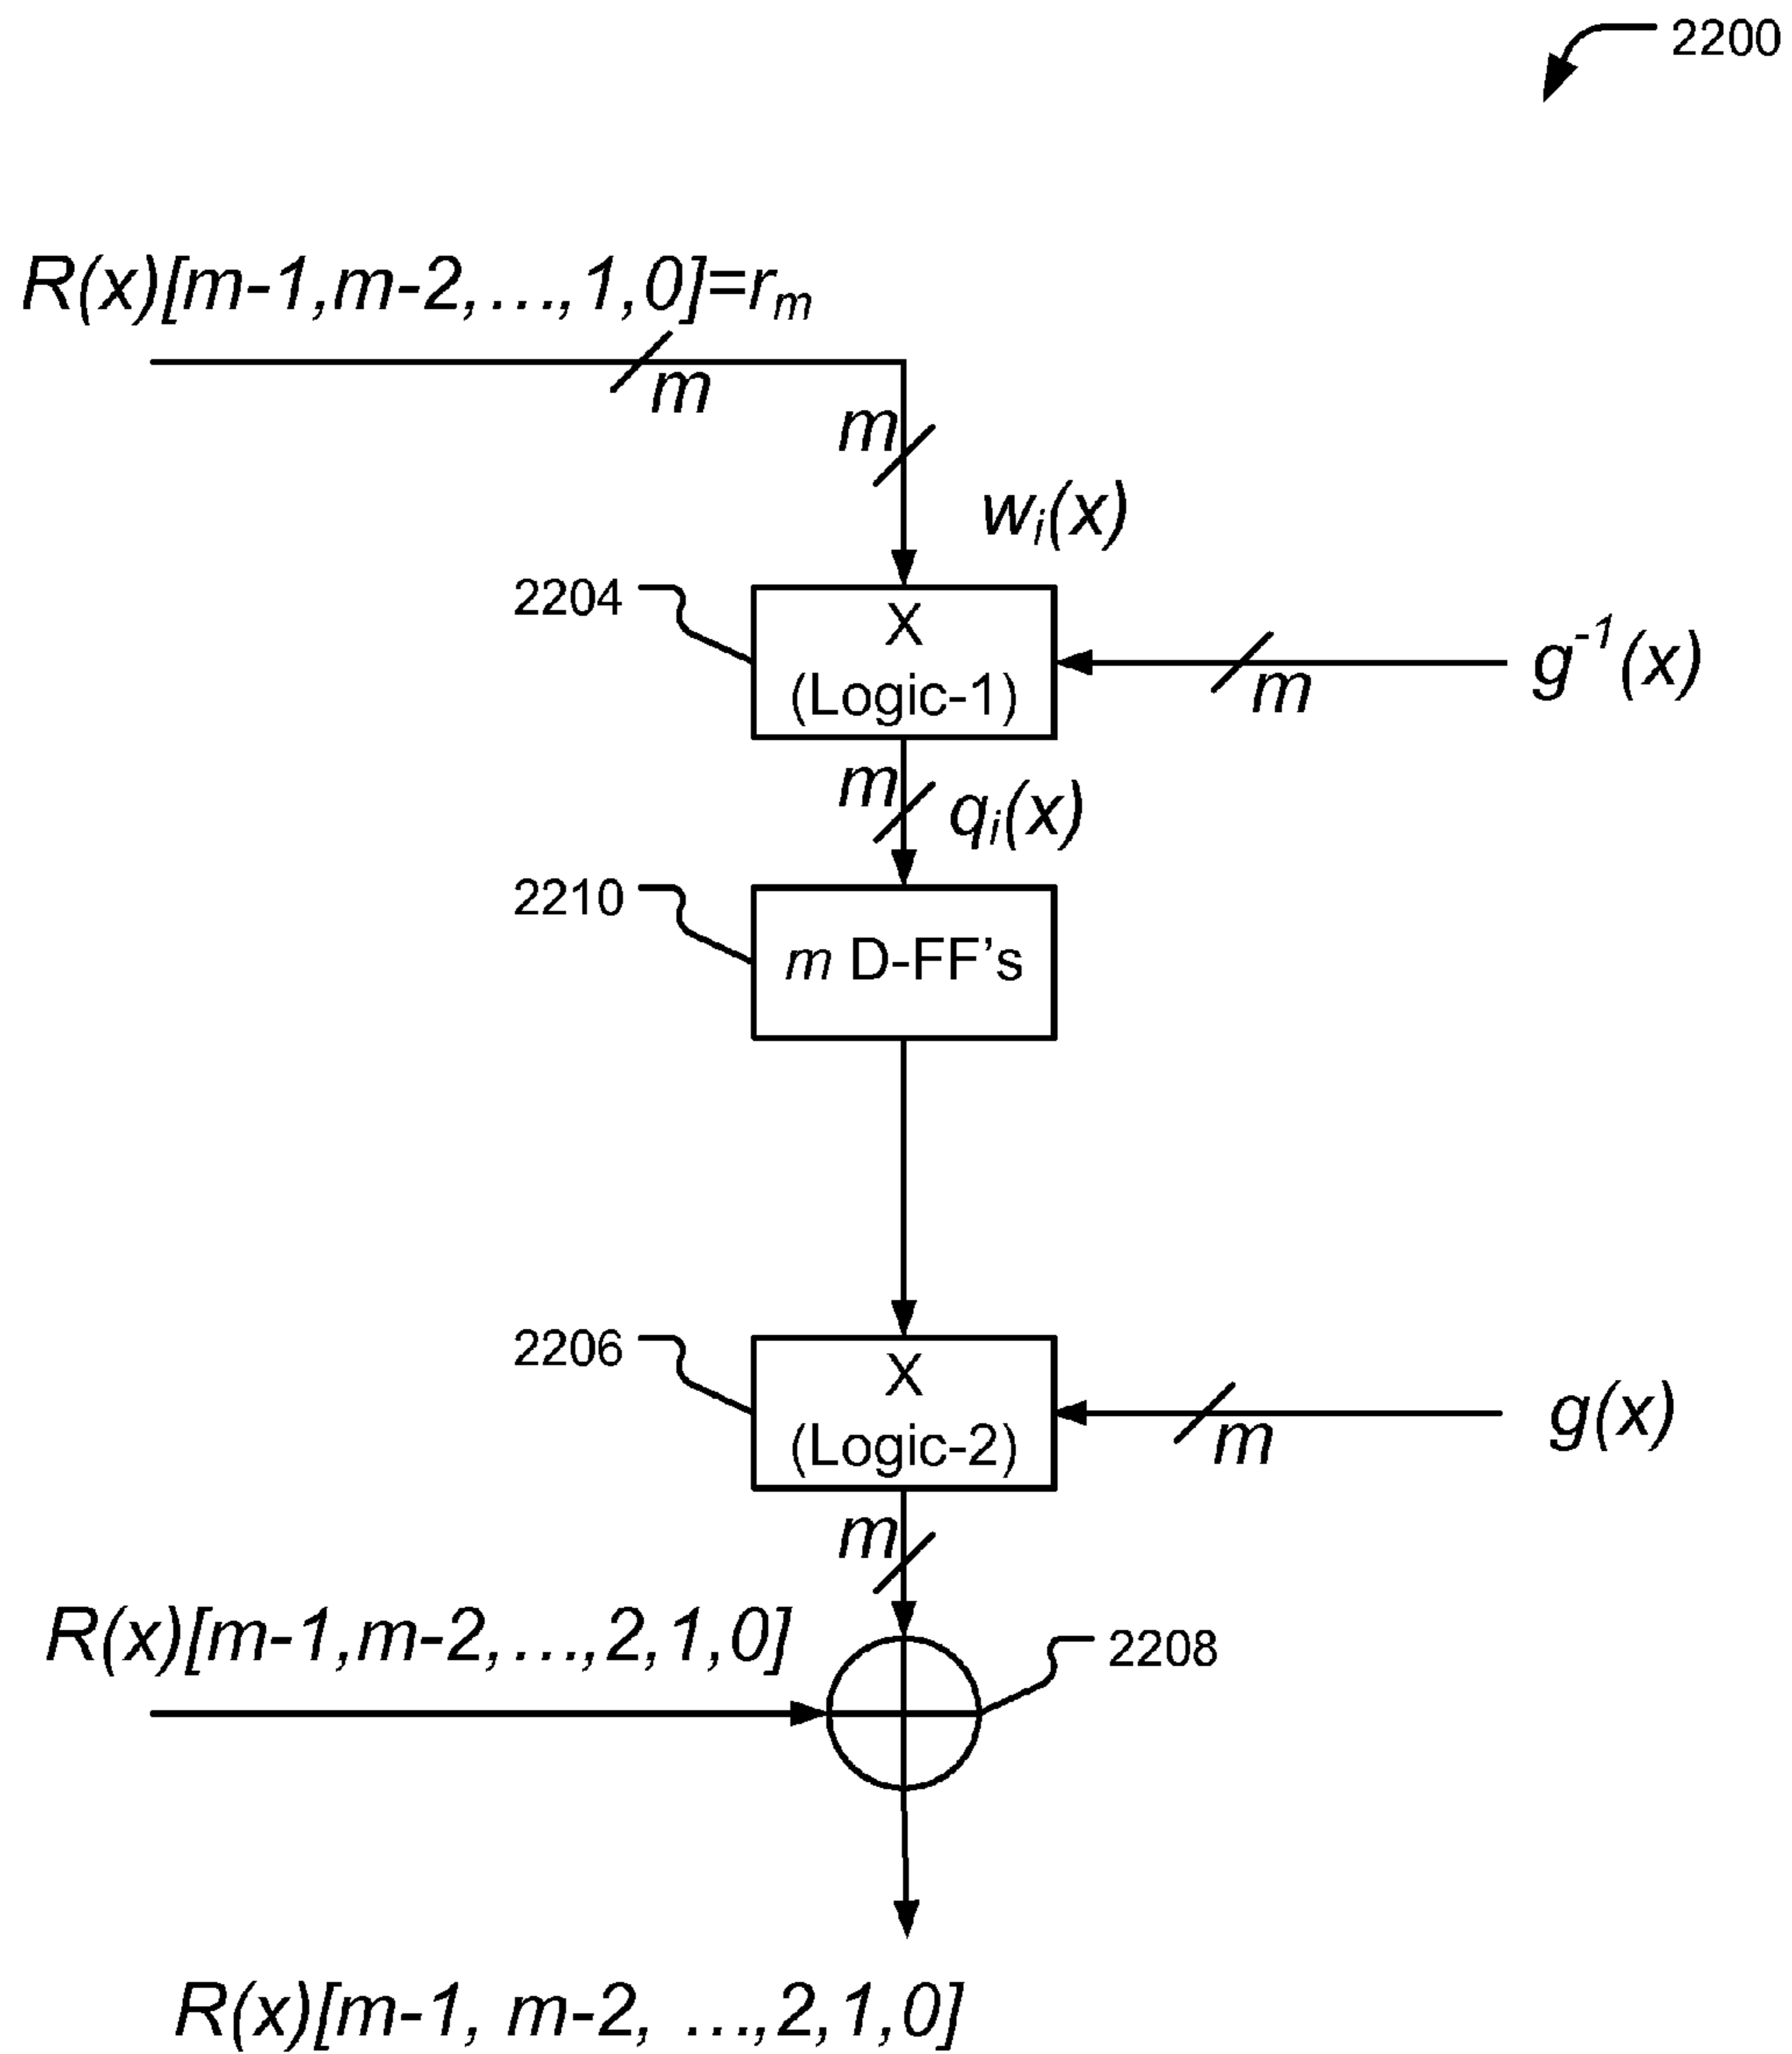 2200
R(x)[m-1,m-2,...,1,0]=rₘ
m
m
wᵢ(x)
2204
X
(Logic-1)
g⁻¹(x)
m
m
qᵢ(x)
2210
m D-FF's
2206
X
(Logic-2)
g(x)
m
m
R(x)[m-1,m-2,...,2,1,0]
2208
R(x)[m-1, m-2, ...,2,1,0]